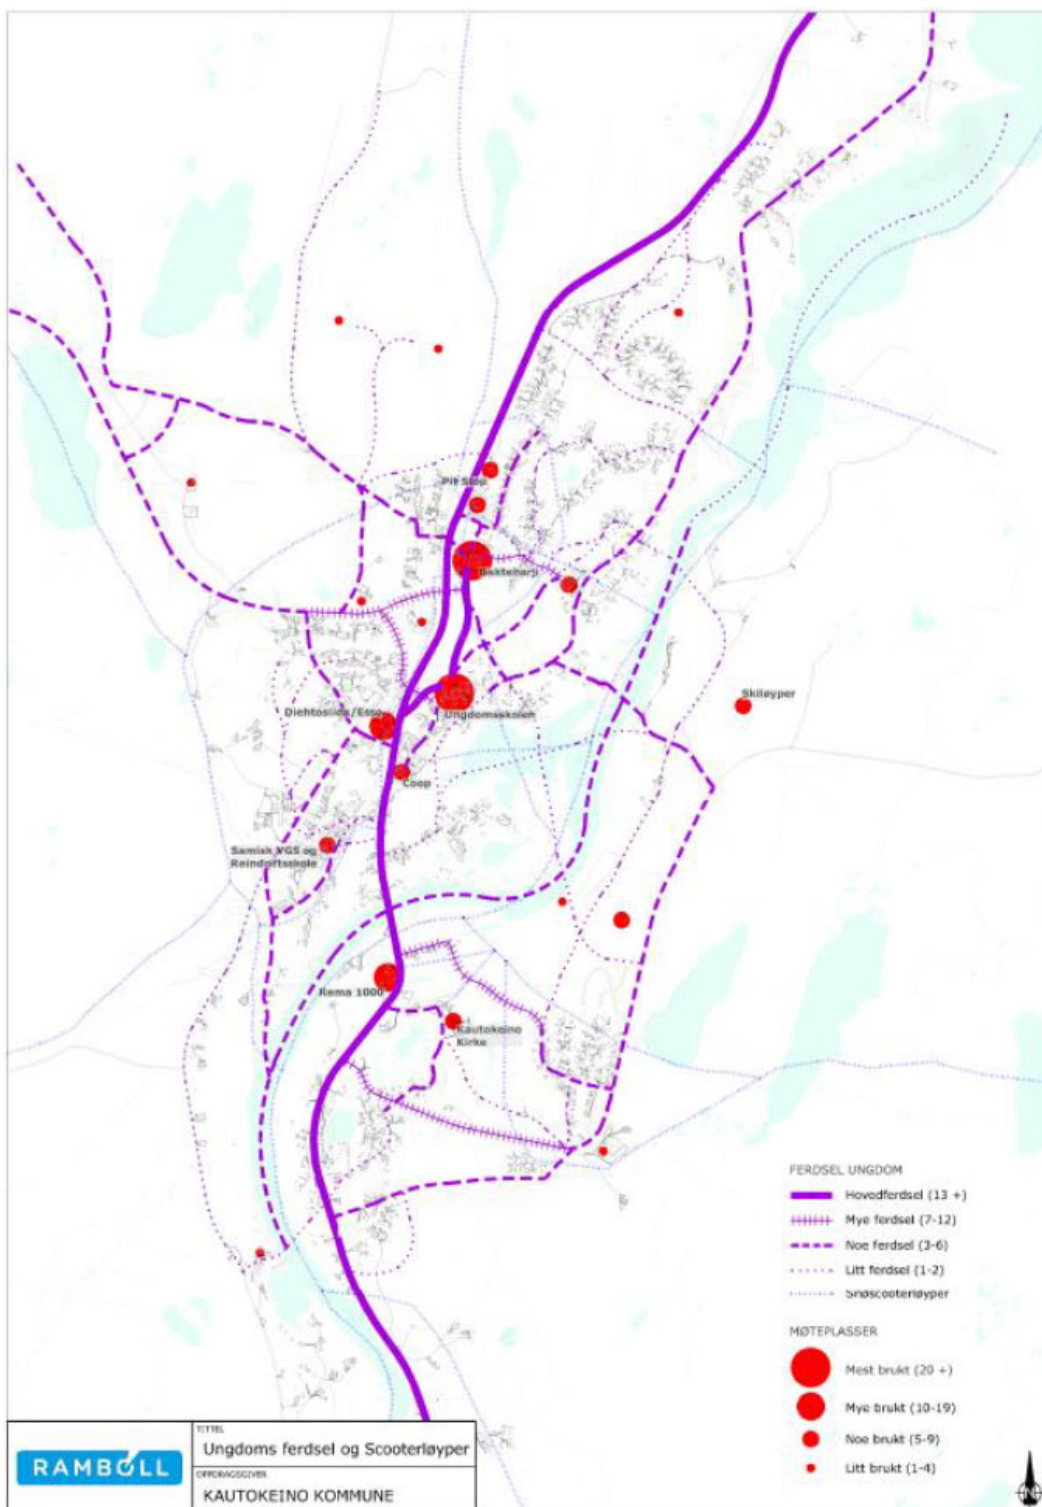 Pit Stop
Bakteharji
Skiløyper
Diehtosiida/Esso
Ungdomsskolen
Coop
Samisk VGS og
Reindriftsskole
Rema 1000
Kautokeino
Kirke
FERDSEL UNGDOM
Hovedferdsel (13 +)
Mye ferdsel (7-12)
Noe ferdsel (3-6)
Litt ferdsel (1-2)
Snøscooterløyper
MØTEPLASSER
Mest brukt (20 +)
Mye brukt (10-19)
Noe brukt (5-9)
Litt brukt (1-4)
RAMBOLL
TITTEL
Ungdoms ferdsel og Scooterløyper
OPPDRAGSGIVER
KAUTOKEINO KOMMUNE
N